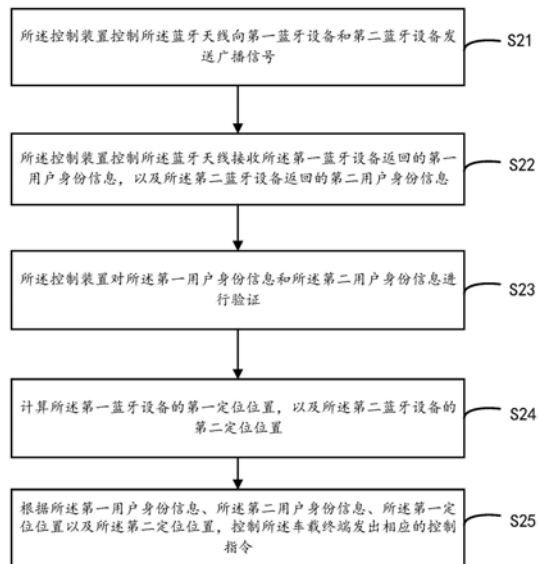 所述控制装置控制所述蓝牙天线向第一蓝牙设备和第二蓝牙设备发
送广播信号
S21
所述控制装置控制所述蓝牙天线接收所述第一蓝牙设备返回的第一
用户身份信息，以及所述第二蓝牙设备返回的第二用户身份信息
S22
所述控制装置对所述第一用户身份信息和所述第二用户身份信息进
行验证
S23
计算所述第一蓝牙设备的第一定位位置，以及所述第二蓝牙设备的
第二定位位置
S24
根据所述第一用户身份信息、所述第二用户身份信息、所述第一定
位位置以及所述第二定位位置，控制所述车载终端发出相应的控制
指令
S25